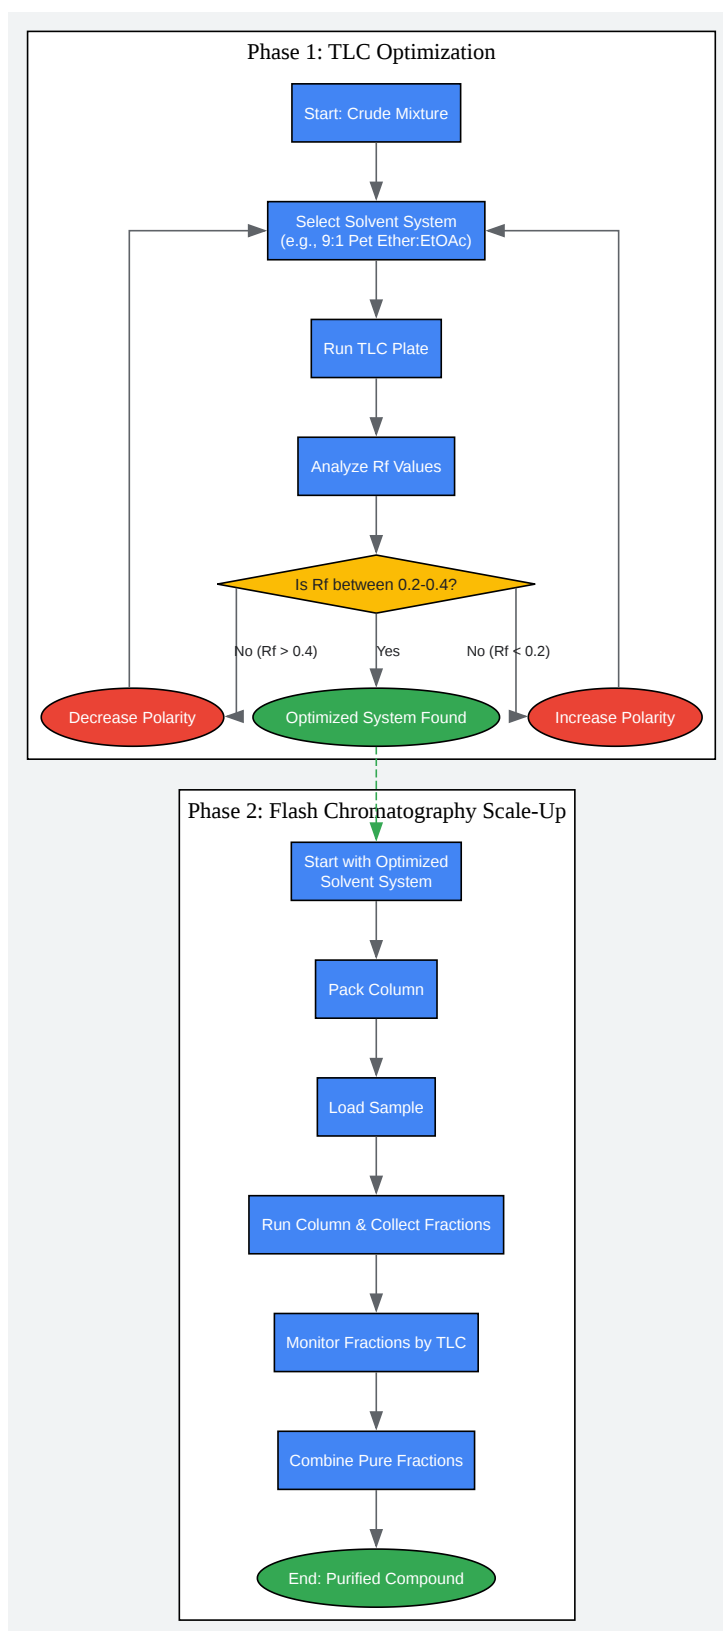 Phase 1: TLC Optimization
Start: Crude Mixture
Select Solvent System
(e.g., 9:1 Pet Ether:EtOAc)
Run TLC Plate
Analyze Rf Values
Is Rf between 0.2-0.4?
No (Rf > 0.4)
Yes
No (Rf < 0.2)
Decrease Polarity
Optimized System Found
Increase Polarity
Phase 2: Flash Chromatography Scale-Up
Start with Optimized
Solvent System
Pack Column
Load Sample
Run Column & Collect Fractions
Monitor Fractions by TLC
Combine Pure Fractions
End: Purified Compound